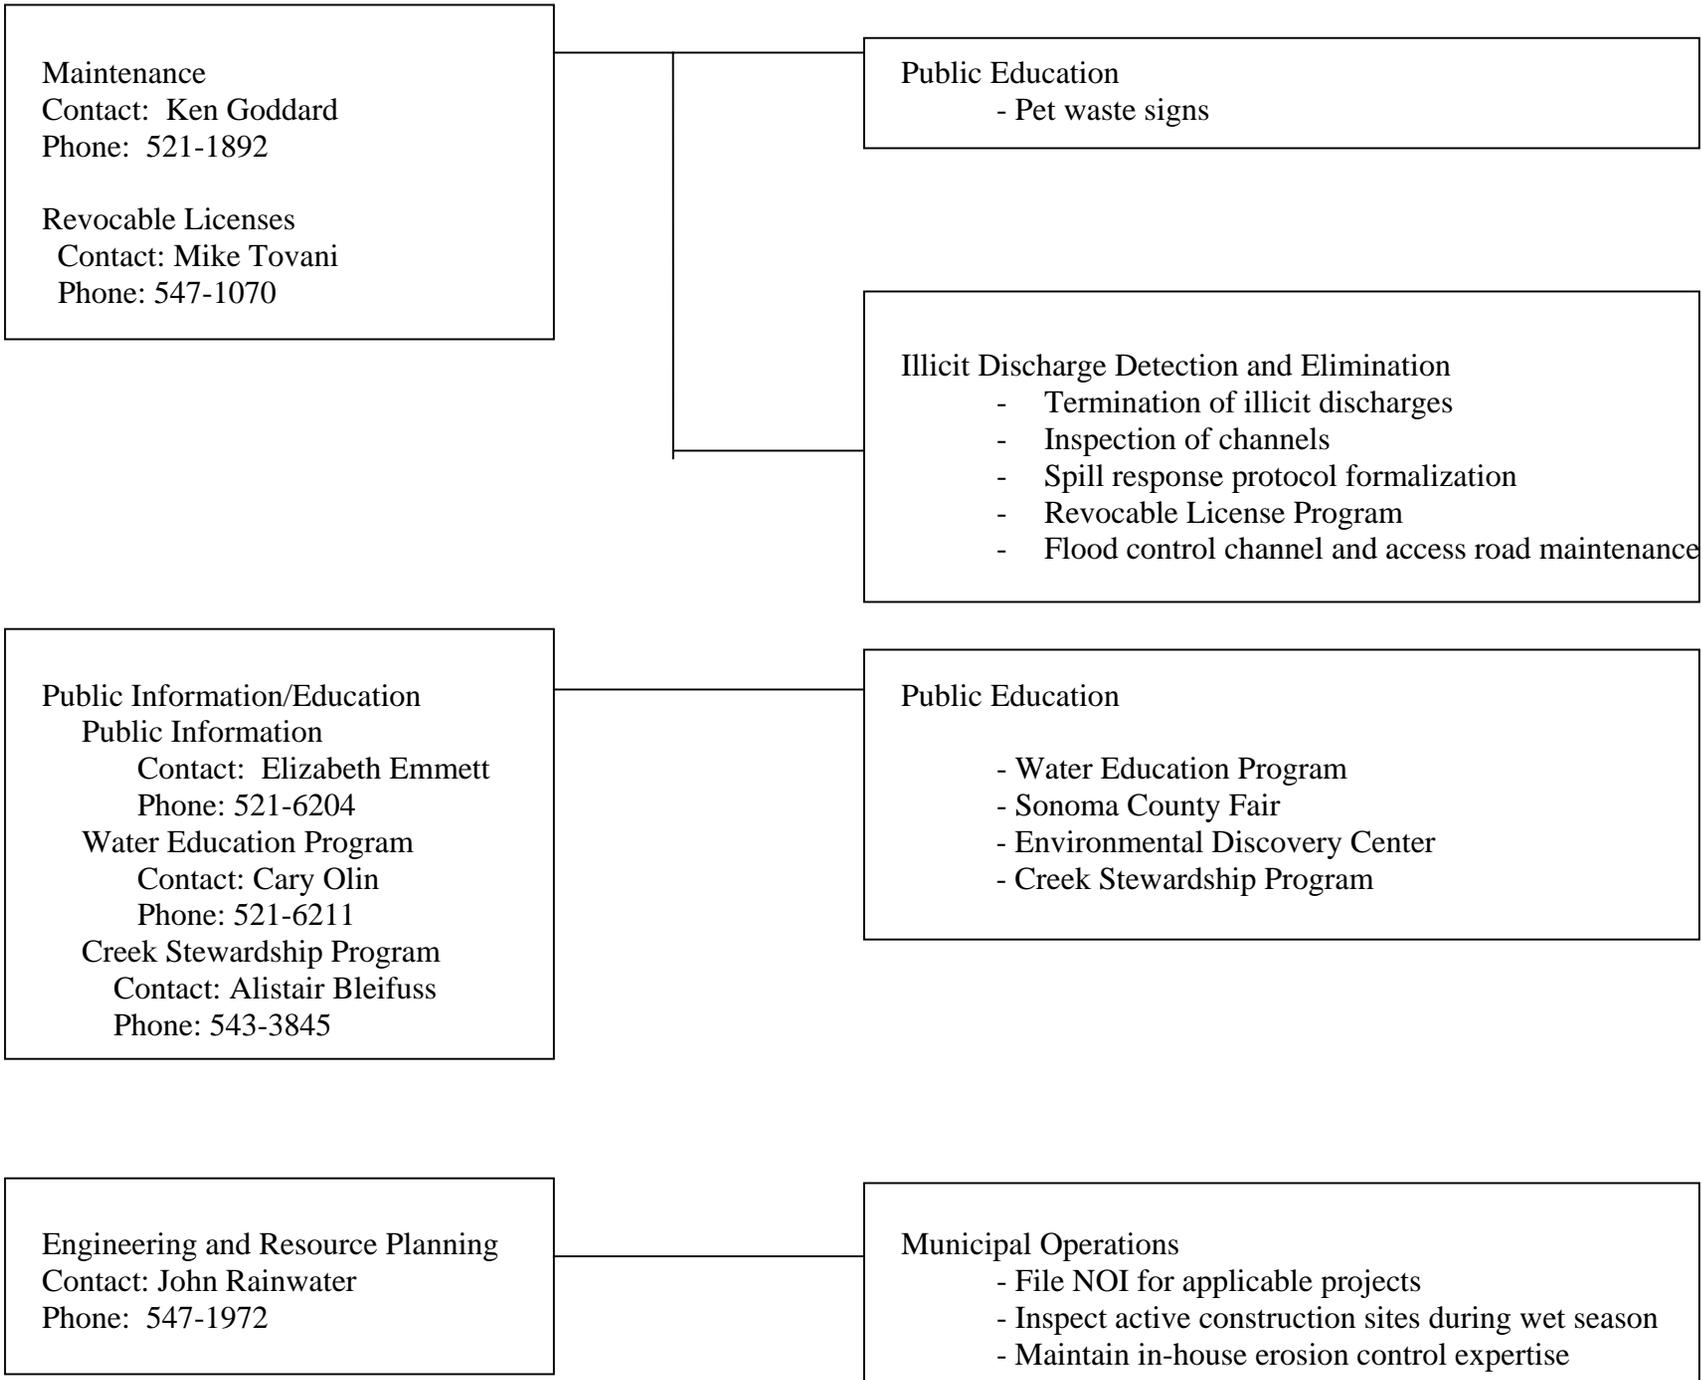 Maintenance
Contact:  Ken Goddard
Phone:  521-1892
Revocable Licenses
Contact: Mike Tovani
Phone: 547-1070
Public Education
- Pet waste signs
Illicit Discharge Detection and Elimination
- Termination of illicit discharges
- Inspection of channels
- Spill response protocol formalization
- Revocable License Program
- Flood control channel and access road maintenance
Public Information/Education
Public Information
Contact:  Elizabeth Emmett
Phone: 521-6204
Water Education Program
Contact: Cary Olin
Phone: 521-6211
Creek Stewardship Program
Contact: Alistair Bleifuss
Phone: 543-3845
Public Education
- Water Education Program
- Sonoma County Fair
- Environmental Discovery Center
- Creek Stewardship Program
Engineering and Resource Planning
Contact: John Rainwater
Phone:  547-1972
Municipal Operations
- File NOI for applicable projects
- Inspect active construction sites during wet season
- Maintain in-house erosion control expertise